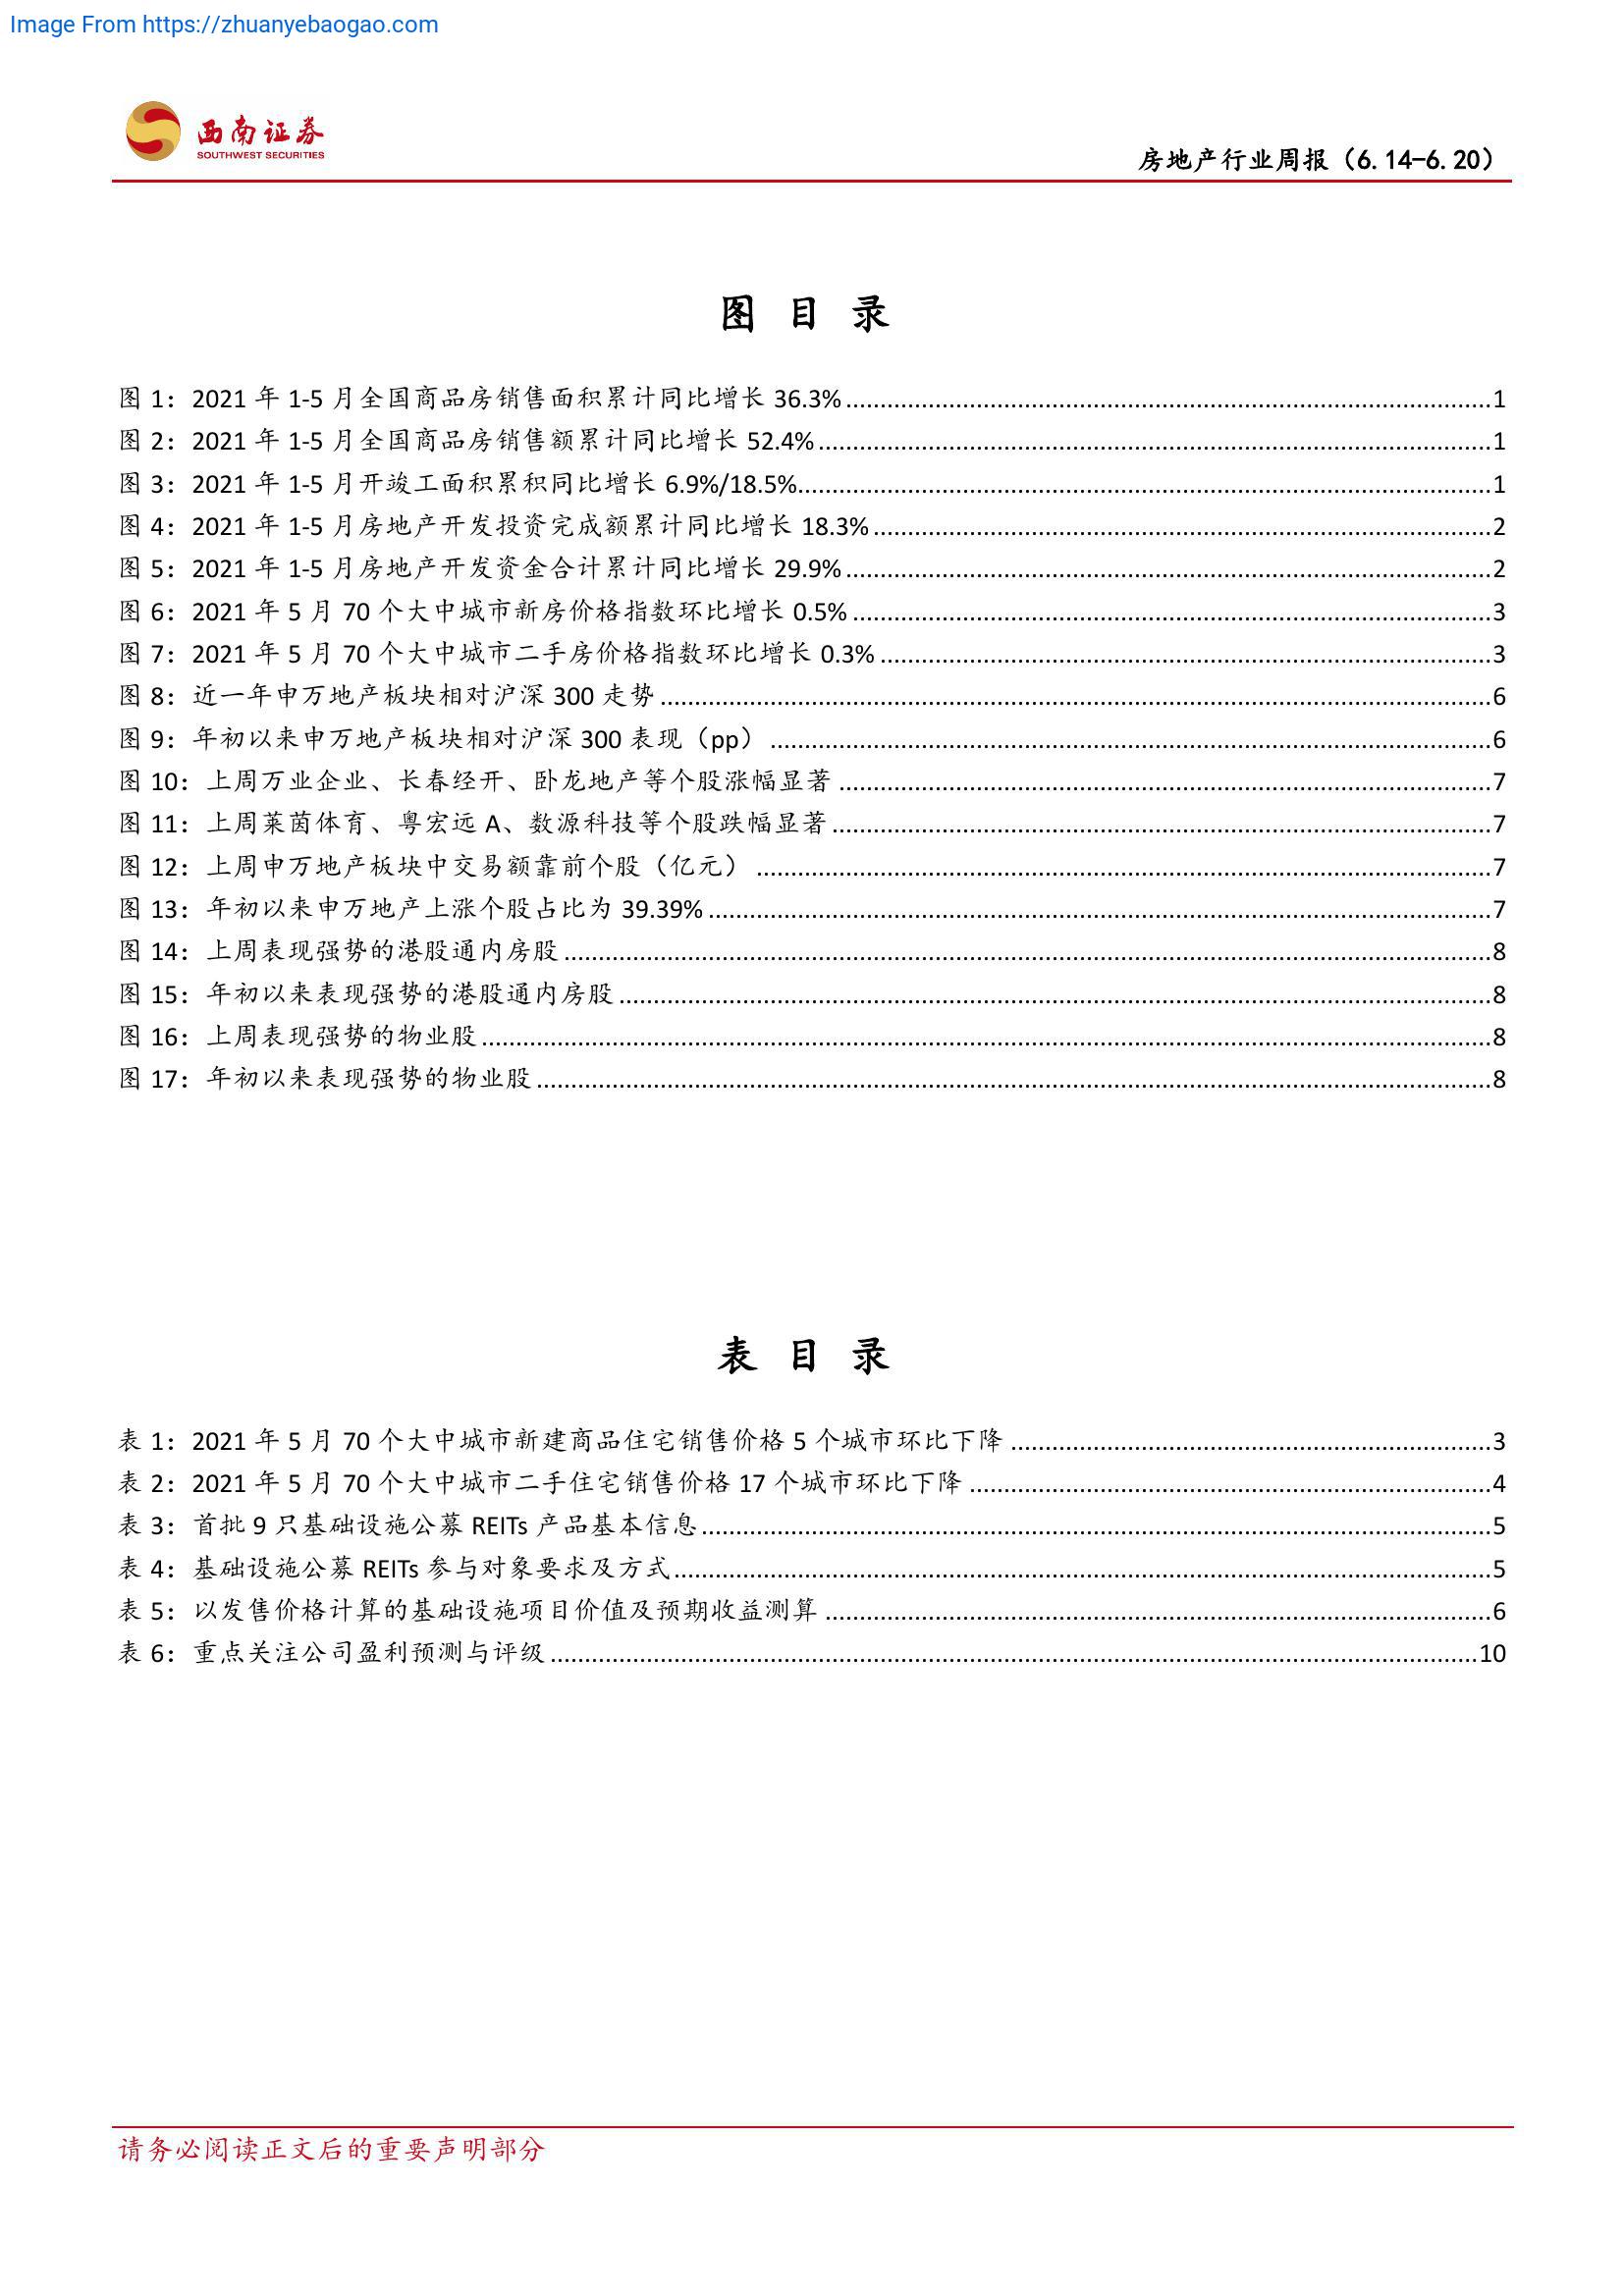 Image From https://zhuanyebaogao.com
西南证券
SOUTHWEST SECURITIES
房地产行业周报（6.14-6.20）
图 目 录
图 1：2021 年 1-5 月全国商品房销售面积累计同比增长 36.3%........1
图 2：2021 年 1-5 月全国商品房销售额累计同比增长 52.4%........1
图 3：2021 年 1-5 月开竣工面积累积同比增长 6.9%/18.5%........1
图 4：2021 年 1-5 月房地产开发投资完成额累计同比增长 18.3%........2
图 5：2021 年 1-5 月房地产开发资金合计累计同比增长 29.9%........2
图 6：2021 年 5 月 70 个大中城市新房价格指数环比增长 0.5%........3
图 7：2021 年 5 月 70 个大中城市二手房价格指数环比增长 0.3%........3
图 8：近一年申万地产板块相对沪深 300 走势........6
图 9：年初以来申万地产板块相对沪深 300 表现（pp）........6
图 10：上周万业企业、长春经开、卧龙地产等个股涨幅显著........7
图 11：上周莱茵体育、粤宏远 A、数源科技等个股跌幅显著........7
图 12：上周申万地产板块中交易额靠前个股（亿元）........7
图 13：年初以来申万地产上涨个股占比为 39.39%........7
图 14：上周表现强势的港股通内房股........8
图 15：年初以来表现强势的港股通内房股........8
图 16：上周表现强势的物业股........8
图 17：年初以来表现强势的物业股........8
表 目 录
表 1：2021 年 5 月 70 个大中城市新建商品住宅销售价格 5 个城市环比下降........3
表 2：2021 年 5 月 70 个大中城市二手住宅销售价格 17 个城市环比下降........4
表 3：首批 9 只基础设施公募 REITs 产品基本信息........5
表 4：基础设施公募 REITs 参与对象要求及方式........5
表 5：以发售价格计算的基础设施项目价值及预期收益测算........6
表 6：重点关注公司盈利预测与评级........10
请务必阅读正文后的重要声明部分